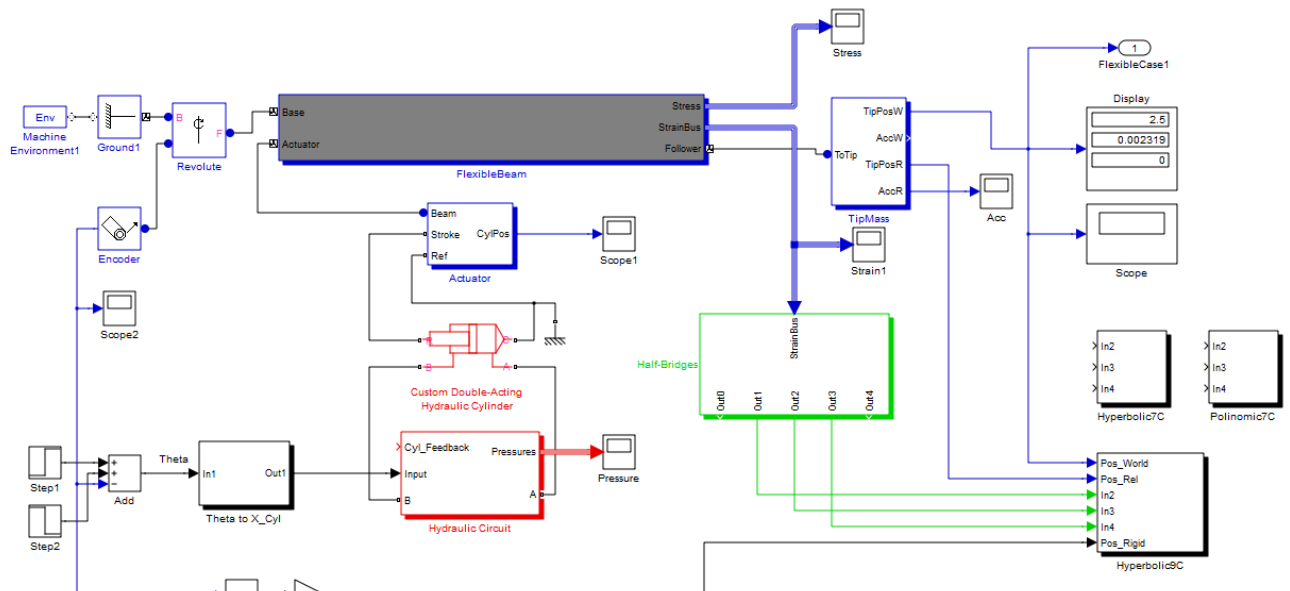 Stress
1
FlexibleCase1
Env
Machine
Environment1
Ground1
B
F
Revolute
Base
Actuator
Stress
StrainBus
Follower
FlexibleBeam
ToTip
TipPosW
AccW
TipPosR
AccR
TipMass
Display
2.5
0.002319
0
Acc
Scope
Encoder
Scope2
Beam
Stroke
Ref
CylPos
Actuator
Scope1
Strain1
B
A
Custom Double-Acting
Hydraulic Cylinder
Half-Bridges
StrainBus
Out0
Out1
Out2
Out3
Out4
In2
In3
In4
Hyperbolic7C
In2
In3
In4
Polinomic7C
Step1
Step2
Add
Theta
In1
Out1
Theta to X_Cyl
Cyl_Feedback
Input
B
Pressures
A
Hydraulic Circuit
Pressure
Pos_World
Pos_Rel
In2
In3
In4
Pos_Rigid
Hyperbolic9C